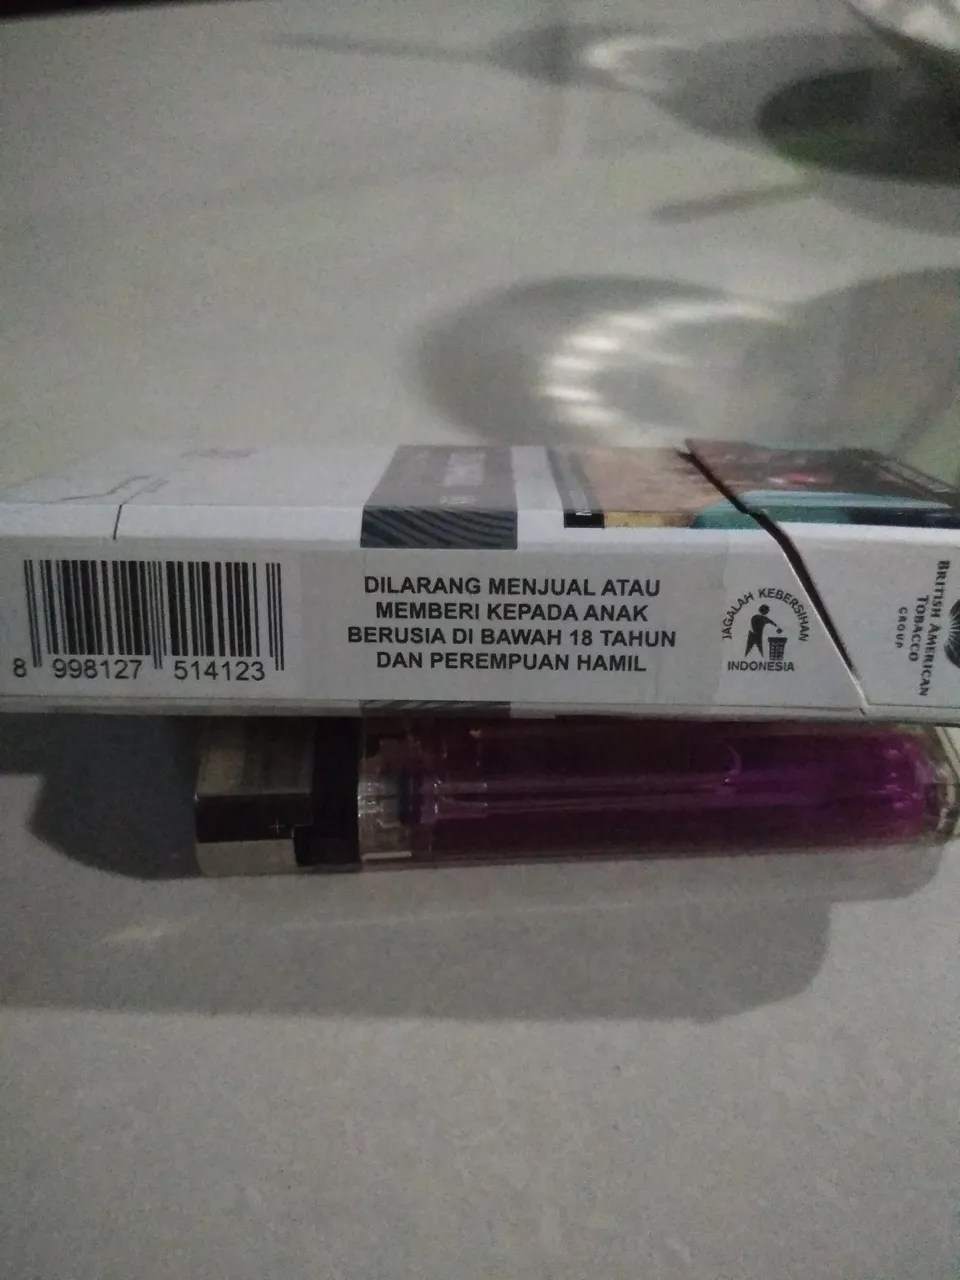 8 998127 514123
DILARANG MENJUAL ATAU
MEMBERI KEPADA ANAK
BERUSIA DI BAWAH 18 TAHUN
DAN PEREMPUAN HAMIL
JAGALAH KEBERSIHAN
INDONESIA
BRITISH AMERICAN
TOBACCO
GROUP